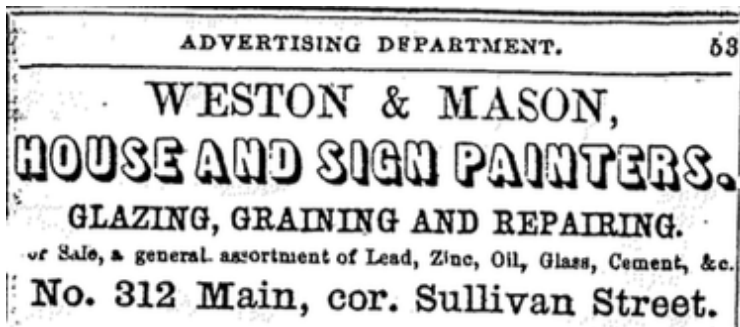 ADVERTISING DEPARTMENT. 53
WESTON & MASON,
HOUSE AND SIGN PAINTERS.
GLAZING, GRAINING AND REPAIRING.
or Sale, a general assortment of Lead, Zinc, Oil, Glass, Cement, &c.
No. 312 Main, cor. Sullivan Street.